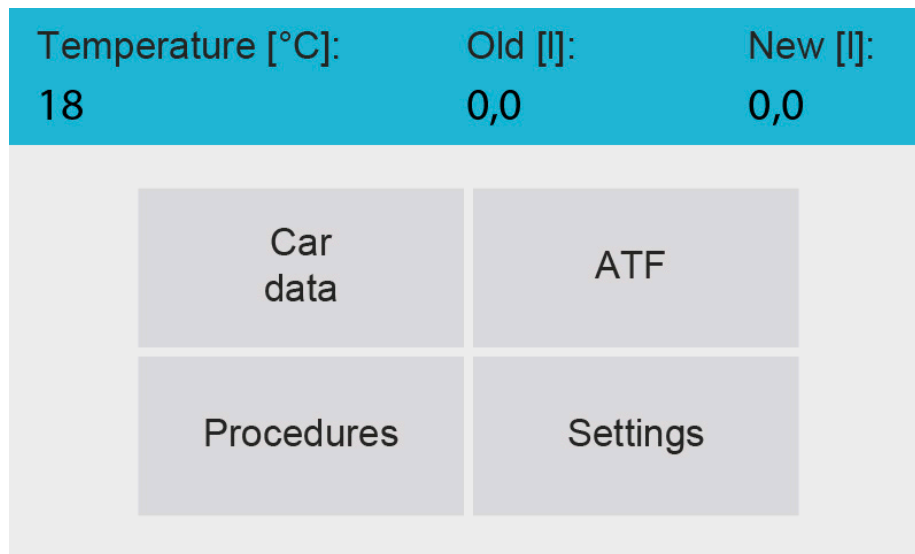 Temperature [°C]: Old [l]: New [l]:
18 0,0 0,0
Car
data
ATF
Procedures
Settings